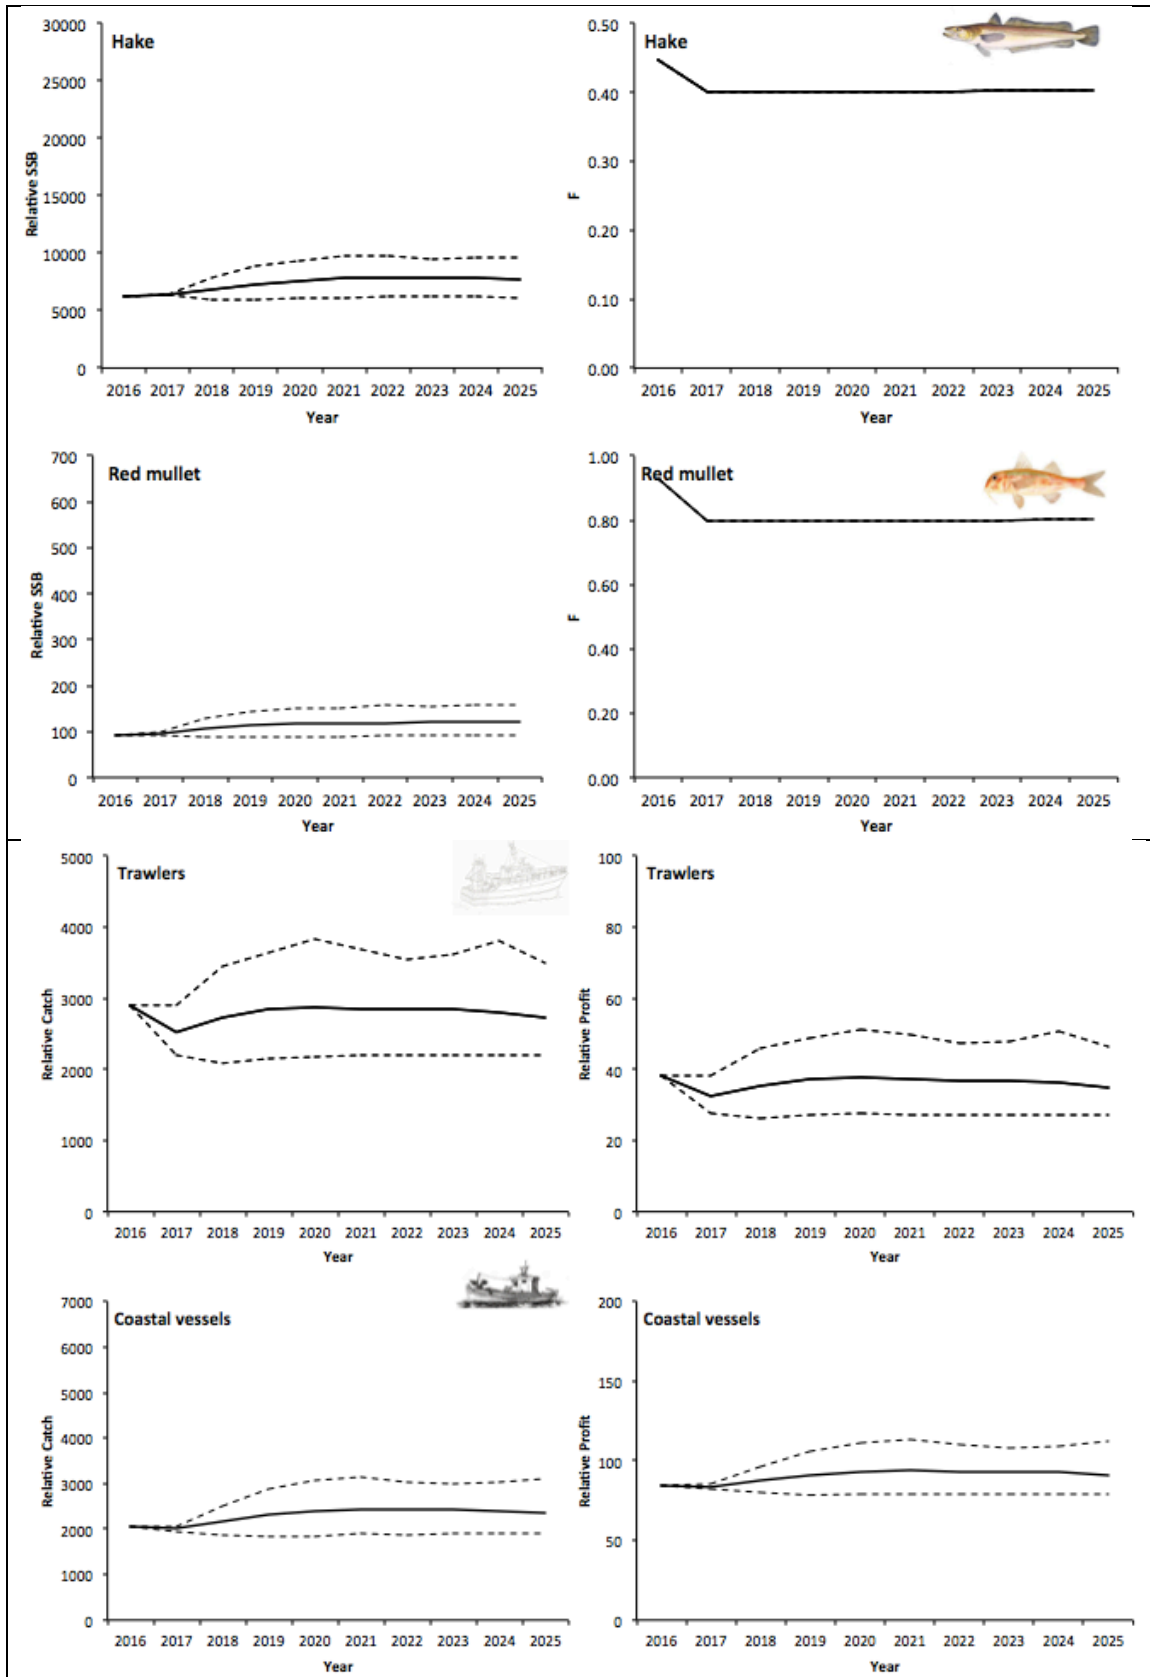 Hake
Relative SSB
30000
25000
20000
15000
10000
5000
0
2016 2017 2018 2019 2020 2021 2022 2023 2024 2025
Year
Hake
F
0.50
0.40
0.30
0.20
0.10
0.00
2016 2017 2018 2019 2020 2021 2022 2023 2024 2025
Year
Red mullet
Relative SSB
700
600
500
400
300
200
100
0
2016 2017 2018 2019 2020 2021 2022 2023 2024 2025
Year
Red mullet
F
1.00
0.80
0.60
0.40
0.20
0.00
2016 2017 2018 2019 2020 2021 2022 2023 2024 2025
Year
Trawlers
Relative Catch
5000
4000
3000
2000
1000
0
2016 2017 2018 2019 2020 2021 2022 2023 2024 2025
Year
Trawlers
Relative Profit
100
80
60
40
20
0
2016 2017 2018 2019 2020 2021 2022 2023 2024 2025
Year
Coastal vessels
Relative Catch
7000
6000
5000
4000
3000
2000
1000
0
2016 2017 2018 2019 2020 2021 2022 2023 2024 2025
Year
Coastal vessels
Relative Profit
200
150
100
50
0
2016 2017 2018 2019 2020 2021 2022 2023 2024 2025
Year